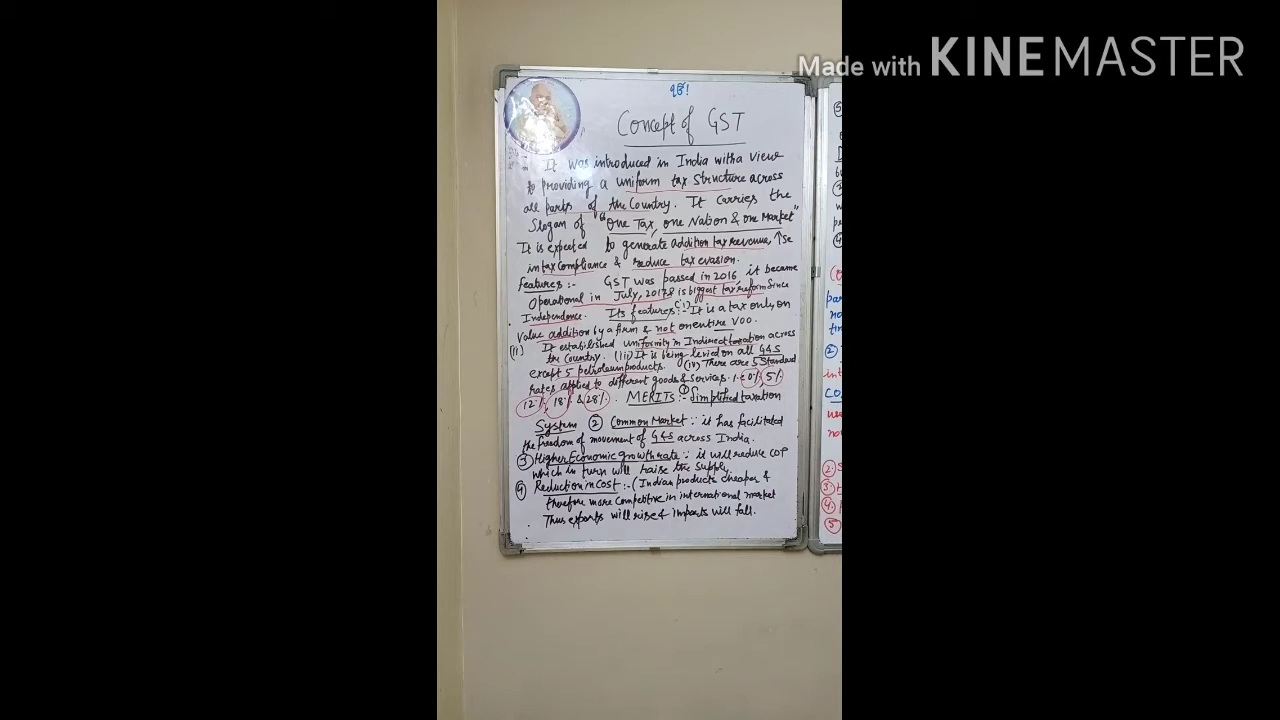 Made with KINEMASTER
ੴ!
Concept of GST
It was introduced in India with a view
to providing a uniform tax structure across
all parts of the Country. It carries the
Slogan of "One Tax, one Nation & one Market"
It is expected to generate addition tax revenue, ↑se
in tax compliance & reduce tax evasion.
features :- GST was passed in 2016, it became
Operational in July, 2017 & is biggest tax reform since
Independence. Its features :- (i) It is a tax only on
Value addition by a firm & not on entire VOO.
(ii) It established uniformity in Indirect taxation across
the Country. (iii) It is being levied on all G&S
except 5 petroleum products. (iv) There are 5 Standard
rates applied to different goods & Services. i.e 0%, 5%
12%, 18% & 28%. MERITS :- ① Simplified taxation
System ② Common Market :- it has facilitated
the freedom of movement of G&S across India.
③ Higher Economic growth rate :- it will reduce COP
which in turn will raise the supply.
④ Reduction in Cost :- (Indian products cheaper &
therefore more competitive in international market
Thus exports will rise & imports will fall.